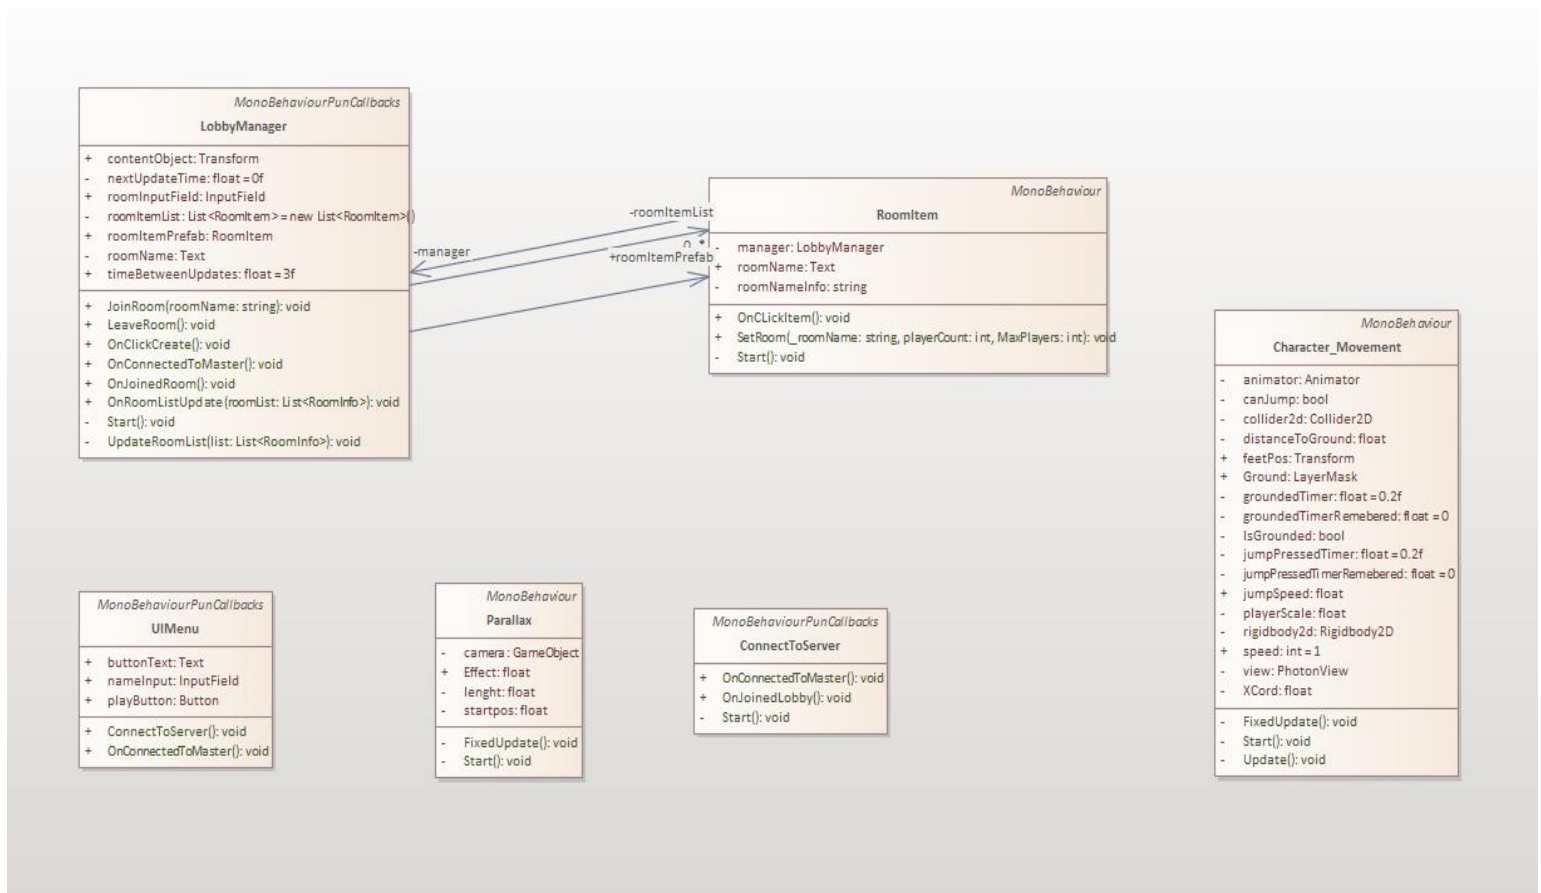 MonoBehaviourPunCallbacks
LobbyManager
+ contentObject: Transform
- nextUpdateTime: float = 0f
+ roomInputField: InputField
- roomItemList: List<RoomItem> = new List<RoomItem>()
+ roomItemPrefab: RoomItem
- roomName: Text
+ timeBetweenUpdates: float = 3f
+ JoinRoom(roomName: string): void
+ LeaveRoom(): void
+ OnClickCreate(): void
+ OnConnectedToMaster(): void
+ OnJoinedRoom(): void
+ OnRoomListUpdate(roomList: List<RoomInfo>): void
- Start(): void
- UpdateRoomList(list: List<RoomInfo>): void
-manager
-roomItemList
*
+roomItemPrefab
MonoBehaviour
RoomItem
- manager: LobbyManager
+ roomName: Text
- roomNameInfo: string
+ OnCLickItem(): void
+ SetRoom(_roomName: string, playerCount: int, MaxPlayers: int): void
- Start(): void
MonoBehaviour
Character_Movement
- animator: Animator
- canJump: bool
- collider2d: Collider2D
- distanceToGround: float
+ feetPos: Transform
+ Ground: LayerMask
- groundedTimer: float = 0.2f
- groundedTimerRemebered: float = 0
- IsGrounded: bool
- jumpPressedTimer: float = 0.2f
- jumpPressedTimerRemebered: float = 0
+ jumpSpeed: float
- playerScale: float
- rigidbody2d: Rigidbody2D
+ speed: int = 1
- view: PhotonView
- XCord: float
- FixedUpdate(): void
- Start(): void
- Update(): void
MonoBehaviourPunCallbacks
UIMenu
+ buttonText: Text
+ nameInput: InputField
+ playButton: Button
+ ConnectToServer(): void
+ OnConnectedToMaster(): void
MonoBehaviour
Parallax
- camera: GameObject
+ Effect: float
- lenght: float
- startpos: float
- FixedUpdate(): void
- Start(): void
MonoBehaviourPunCallbacks
ConnectToServer
+ OnConnectedToMaster(): void
+ OnJoinedLobby(): void
- Start(): void